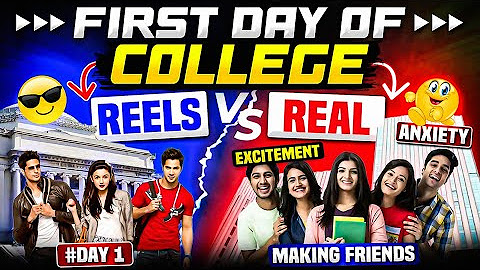 FIRST DAY OF
COLLEGE
REELS VS REAL
ANXIETY
EXCITEMENT
#DAY 1
MAKING FRIENDS